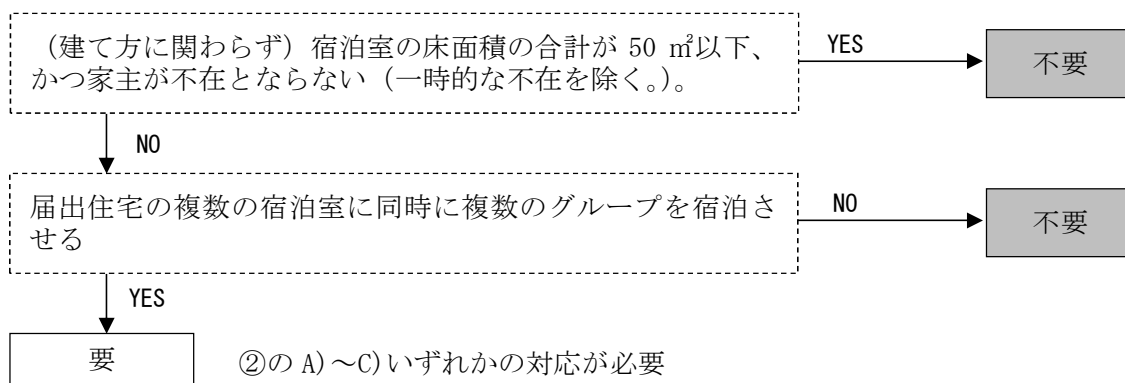 （建て方に関わらず）宿泊室の床面積の合計が 50 ㎡以下、
かつ家主が不在とならない（一時的な不在を除く。）。
YES
不要
NO
届出住宅の複数の宿泊室に同時に複数のグループを宿泊さ
せる
NO
不要
YES
要
②の A)～C)いずれかの対応が必要